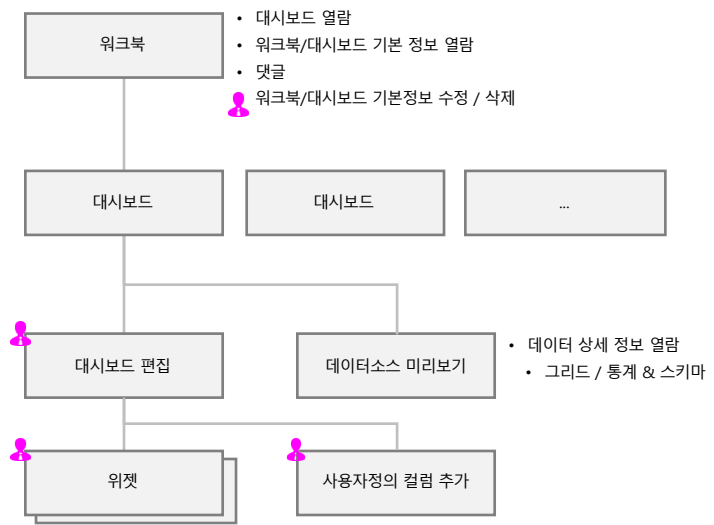 워크북
• 대시보드 열람
• 워크북/대시보드 기본 정보 열람
• 댓글
워크북/대시보드 기본정보 수정 / 삭제
대시보드
대시보드
...
대시보드 편집
데이터소스 미리보기
• 데이터 상세 정보 열람
• 그리드 / 통계 & 스키마
위젯
사용자정의 컬럼 추가